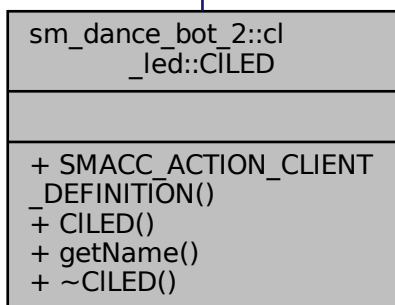 sm_dance_bot_2::cl
_led::ClLED
+ SMACC_ACTION_CLIENT
_DEFINITION()
+ ClLED()
+ getName()
+ ~ClLED()